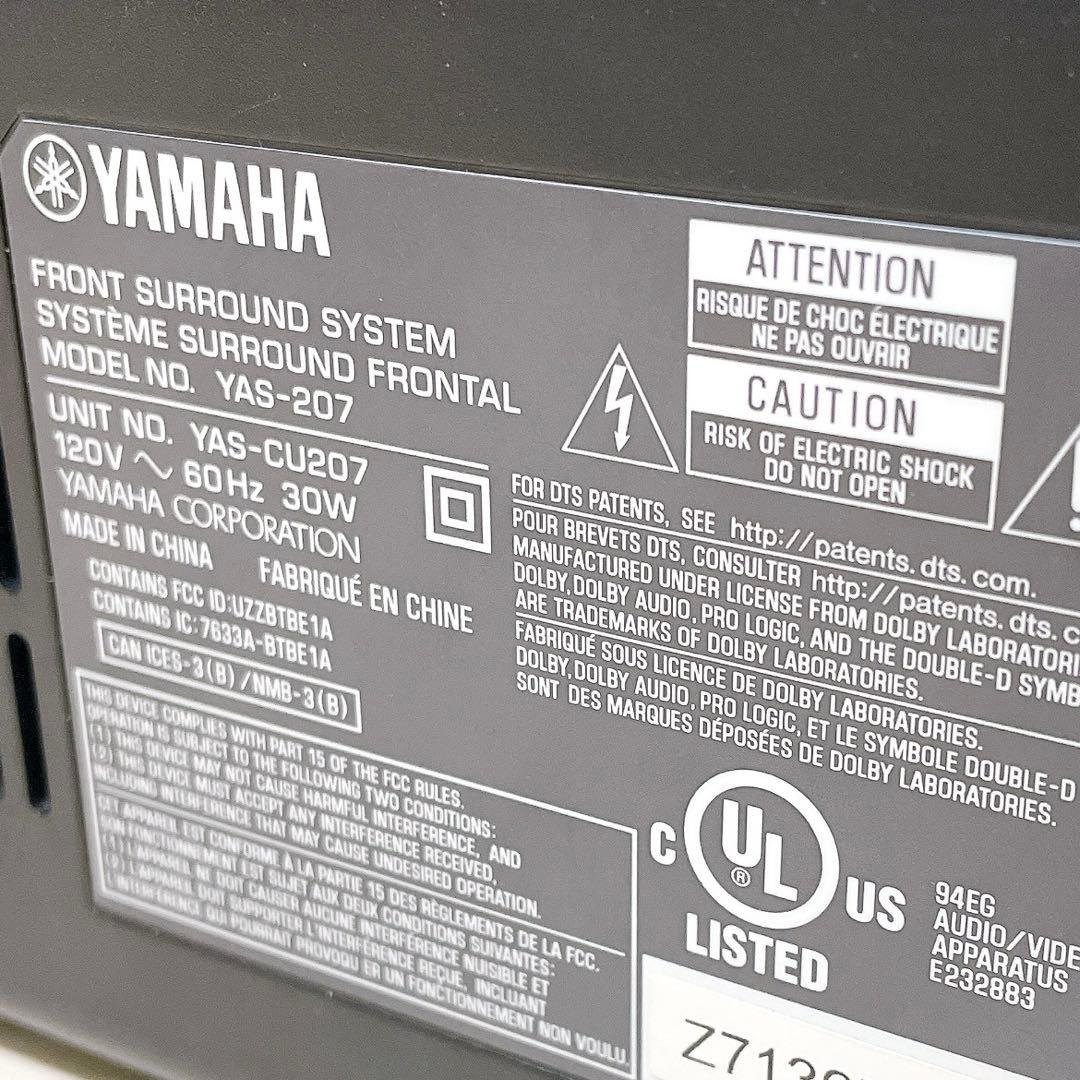 YAMAHA
FRONT SURROUND SYSTEM
SYSTÈME SURROUND FRONTAL
MODEL NO. YAS-207
UNIT NO. YAS-CU207
120V ~ 60Hz 30W
YAMAHA CORPORATION
MADE IN CHINA FABRIQUÉ EN CHINE
CONTAINS FCC ID:UZZBTBE1A
CONTAINS IC:7633A-BTBE1A
CAN ICES-3(B)/NMB-3(B)
THIS DEVICE COMPLIES WITH PART 15 OF THE FCC RULES.
OPERATION IS SUBJECT TO THE FOLLOWING TWO CONDITIONS:
(1) THIS DEVICE MAY NOT CAUSE HARMFUL INTERFERENCE, AND
(2) THIS DEVICE MUST ACCEPT ANY INTERFERENCE RECEIVED,
INCLUDING INTERFERENCE THAT MAY CAUSE UNDESIRED OPERATION.
CET APPAREIL EST CONFORME À LA PARTIE 15 DES RÈGLEMENTS DE LA FCC.
SON FONCTIONNEMENT EST SUJET AUX DEUX CONDITIONS SUIVANTES:
(1) L'APPAREIL NE DOIT CAUSER AUCUNE INTERFÉRENCE NUISIBLE ET
(2) L'APPAREIL DOIT SUPPORTER L'INTERFÉRENCE REÇUE, INCLUANT
L'INTERFÉRENCE QUI POURRAIT PROVOQUER UN FONCTIONNEMENT NON VOULU.
ATTENTION
RISQUE DE CHOC ÉLECTRIQUE
NE PAS OUVRIR
CAUTION
RISK OF ELECTRIC SHOCK
DO NOT OPEN
FOR DTS PATENTS, SEE http://patents.dts.com.
POUR BREVETS DTS, CONSULTER http://patents.dts.c
MANUFACTURED UNDER LICENSE FROM DOLBY LABORATORI
DOLBY, DOLBY AUDIO, PRO LOGIC, AND THE DOUBLE-D SYMB
ARE TRADEMARKS OF DOLBY LABORATORIES.
FABRIQUÉ SOUS LICENCE DE DOLBY LABORATORIES.
DOLBY, DOLBY AUDIO, PRO LOGIC, ET LE SYMBOLE DOUBLE-D
SONT DES MARQUES DÉPOSÉES DE DOLBY LABORATORIES.
C UL ® US
LISTED
94EG
AUDIO/VIDE
APPARATUS
E232883
Z713